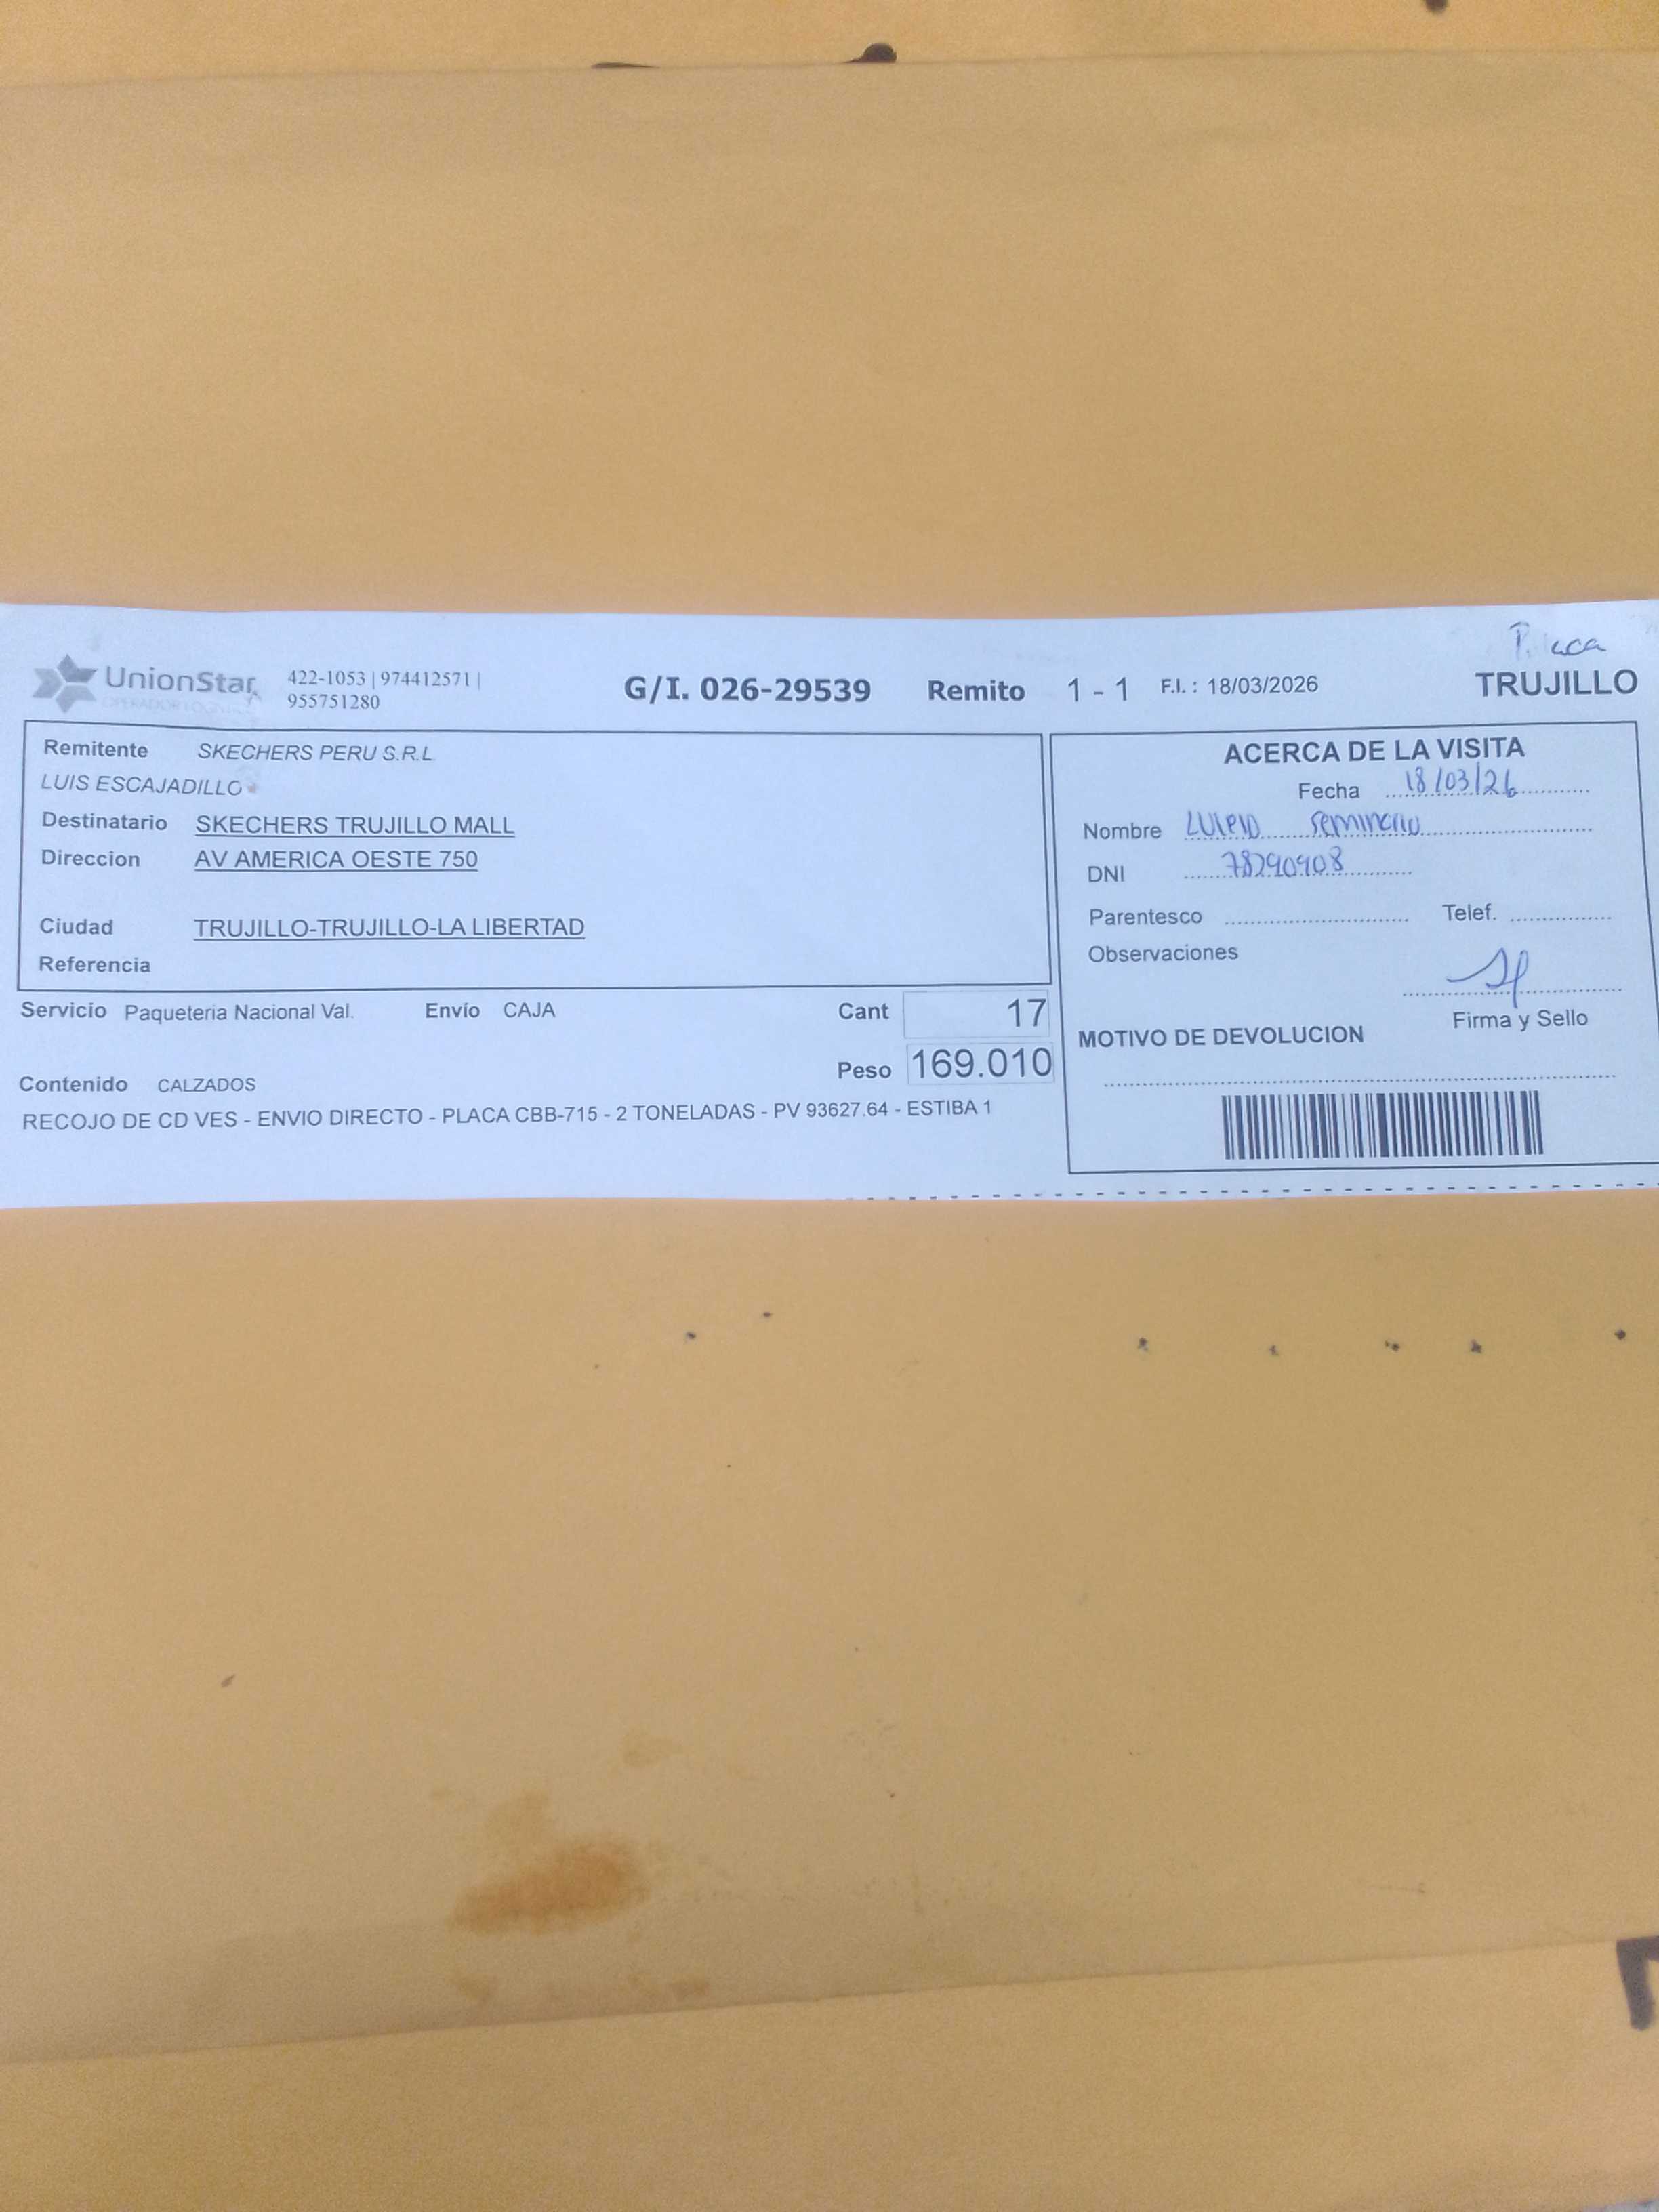 UnionStar
OPERADOR LOGISTICO
422-1053 | 974412571 |
955751280
G/I. 026-29539 Remito 1 - 1 F.I. : 18/03/2026
TRUJILLO
Remitente SKECHERS PERU S.R.L
LUIS ESCAJADILLO
Destinatario SKECHERS TRUJILLO MALL
Direccion AV AMERICA OESTE 750
Ciudad TRUJILLO-TRUJILLO-LA LIBERTAD
Referencia
Servicio Paqueteria Nacional Val. Envío CAJA Cant 17
Peso 169.010
Contenido CALZADOS
RECOJO DE CD VES - ENVIO DIRECTO - PLACA CBB-715 - 2 TONELADAS - PV 93627.64 - ESTIBA 1
ACERCA DE LA VISITA
Fecha 18/03/26
Nombre seminario
DNI 78290908
Parentesco Telef.
Observaciones
Firma y Sello
MOTIVO DE DEVOLUCION